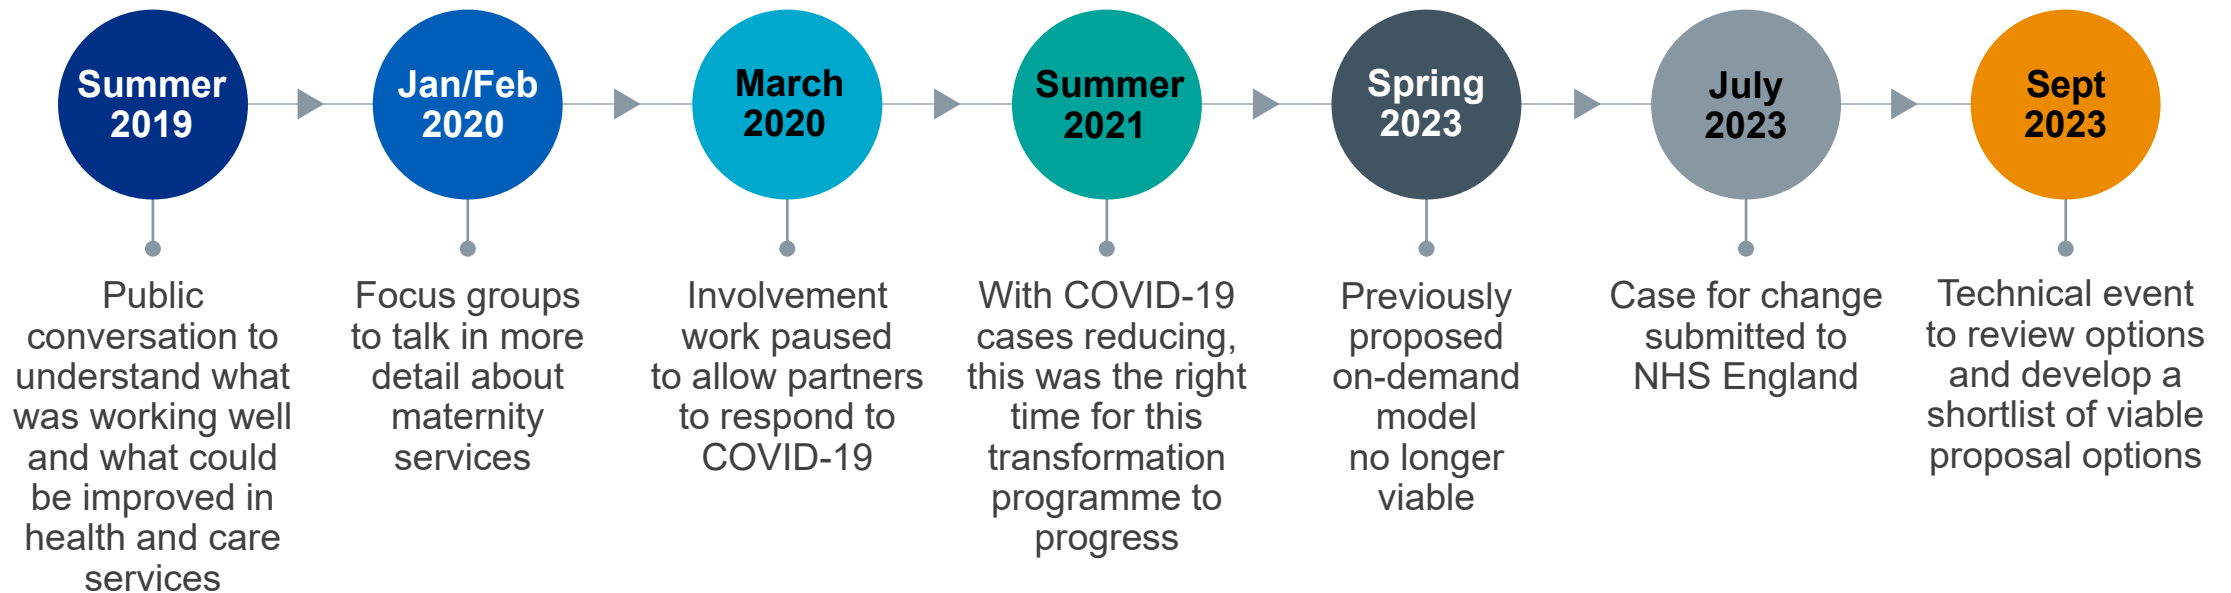 Summer
2019
Public
conversation to
understand what
was working well
and what could
be improved in
health and care
services
Jan/Feb
2020
Focus groups
to talk in more
detail about
maternity
services
March
2020
Involvement
work paused
to allow partners
to respond to
COVID-19
Summer
2021
With COVID-19
cases reducing,
this was the right
time for this
transformation
programme to
progress
Spring
2023
Previously
proposed
on-demand
model
no longer
viable
July
2023
Case for change
submitted to
NHS England
Sept
2023
Technical event
to review options
and develop a
shortlist of viable
proposal options